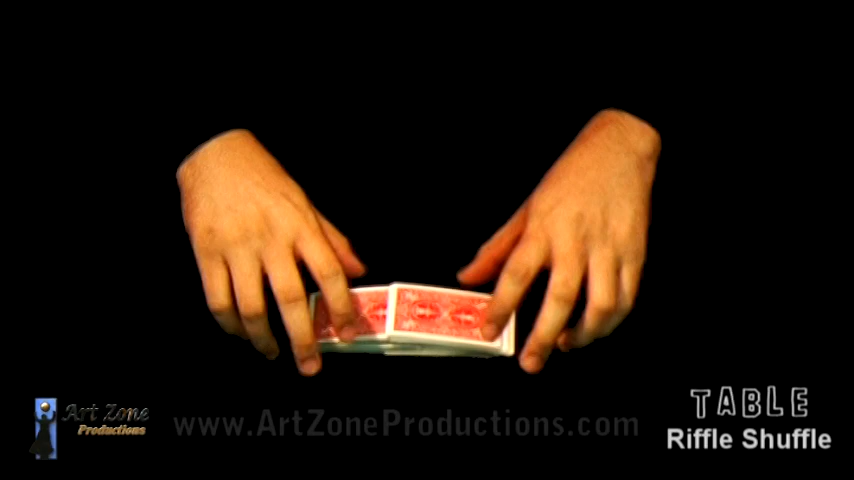 Art Zone
Productions
www.ArtZoneProductions.com
TABLE
Riffle Shuffle